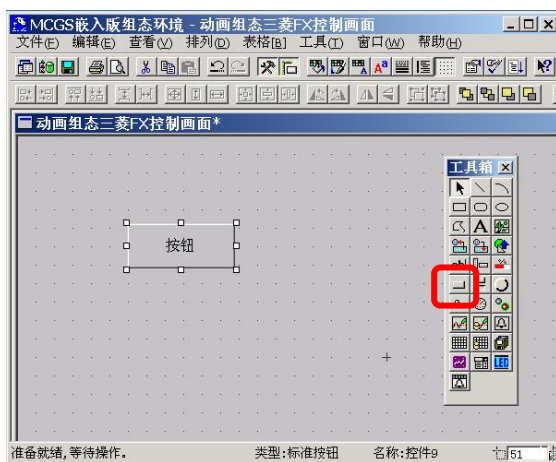 MCGS嵌入版组态环境 - 动画组态三菱FX控制画面
文件(F) 编辑(E) 查看(V) 排列(D) 表格[B] 工具(T) 窗口(W) 帮助(H)
动画组态三菱FX控制画面*
工具箱
A
按钮
LED
准备就绪,等待操作。 类型:标准按钮 名称:控件9 51